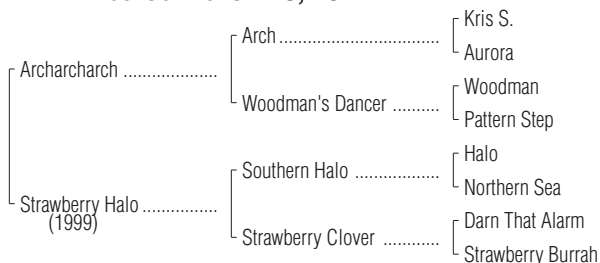 Kris S.
Arch
Aurora
Archarcharch
Woodman
Woodman's Dancer
Pattern Step
Halo
Southern Halo
Northern Sea
Strawberry Halo
(1999)
Darn That Alarm
Strawberry Clover
Strawberry Burrah